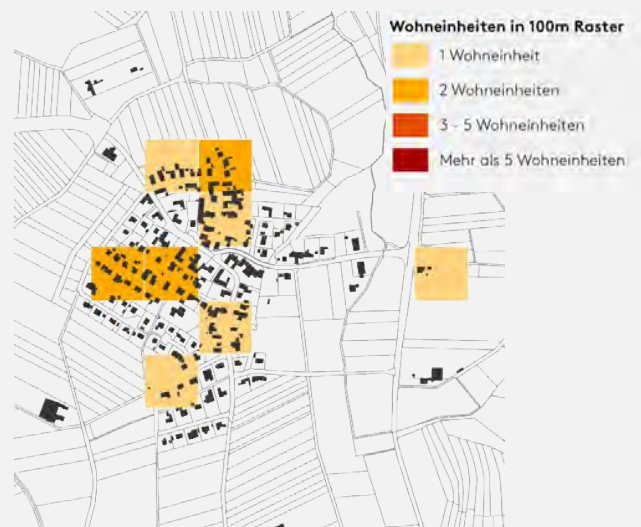 Wohneinheiten in 100m Raster
1 Wohneinheit
2 Wohneinheiten
3 - 5 Wohneinheiten
Mehr als 5 Wohneinheiten